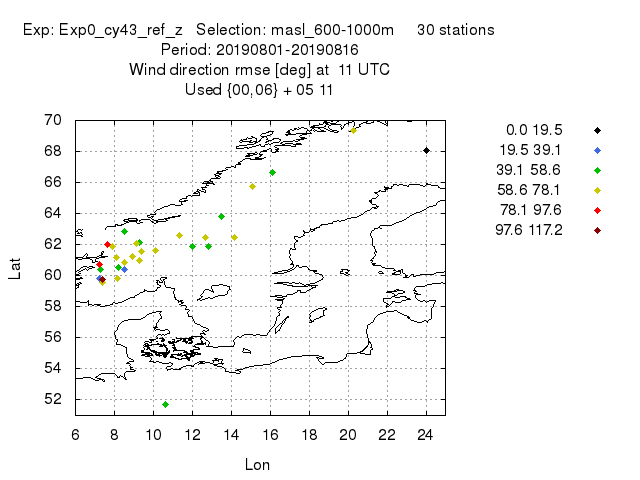 Exp: Exp0_cy43_ref_z   Selection: masl_600-1000m     30 stations
Period: 20190801-20190816
Wind direction rmse [deg] at  11 UTC
Used {00,06} + 05 11
70
68
66
64
62
60
58
56
54
52
Lat
6 8 10 12 14 16 18 20 22 24
Lon
0.0 19.5
19.5 39.1
39.1 58.6
58.6 78.1
78.1 97.6
97.6 117.2